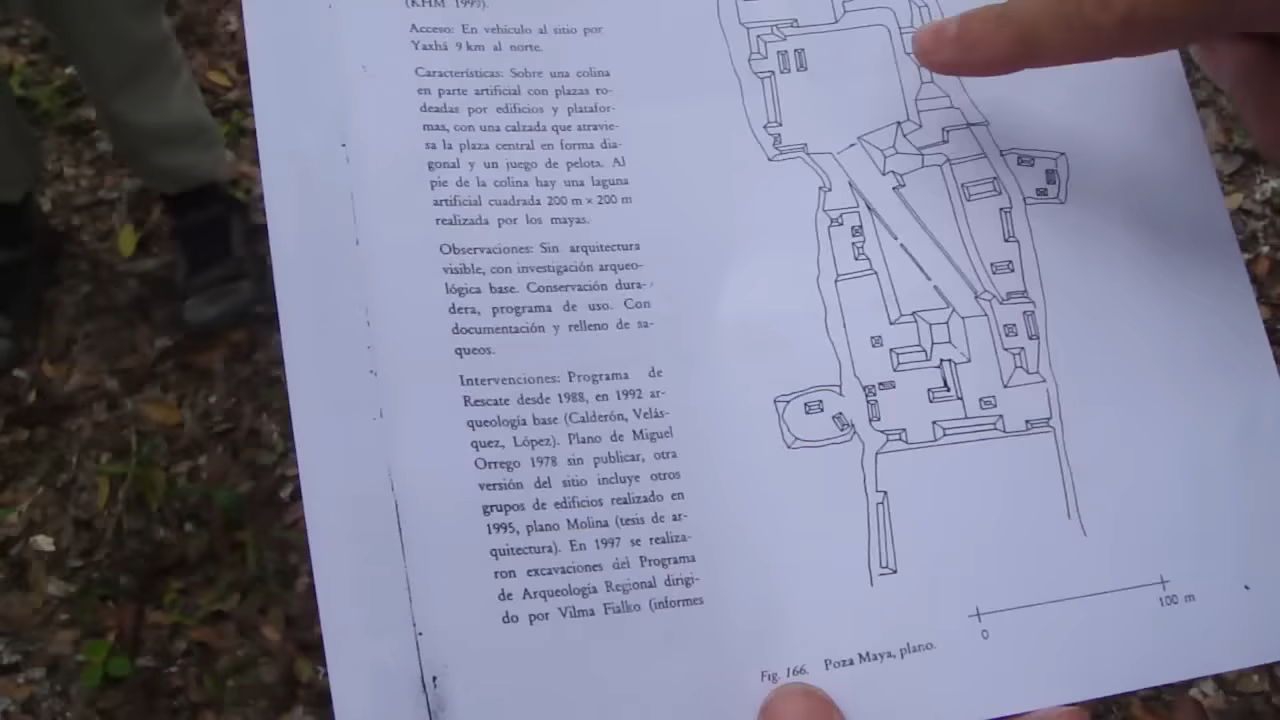 (KHM 1995).
Acceso: En vehículo al sitio por
Yaxhá 9 km al norte.
Características: Sobre una colina
en parte artificial con plazas ro-
deadas por edificios y platafor-
mas, con una calzada que atravie-
sa la plaza central en forma dia-
gonal y un juego de pelota. Al
pie de la colina hay una laguna
artificial cuadrada 200 m × 200 m
realizada por los mayas.
Observaciones: Sin arquitectura
visible, con investigación arqueo-
lógica base. Conservación dura-
dera, programa de uso. Con
documentación y relleno de sa-
queos.
Intervenciones: Programa de
Rescate desde 1988, en 1992 ar-
queología base (Calderón, Velás-
quez, López). Plano de Miguel
Orrego 1978 sin publicar, otra
versión del sitio incluye otros
grupos de edificios realizado en
1995, plano Molina (tesis de ar-
quitectura). En 1997 se realiza-
ron excavaciones del Programa
de Arqueología Regional dirigi-
do por Vilma Fialko (informes
0 100 m
Fig. 166. Poza Maya, plano.